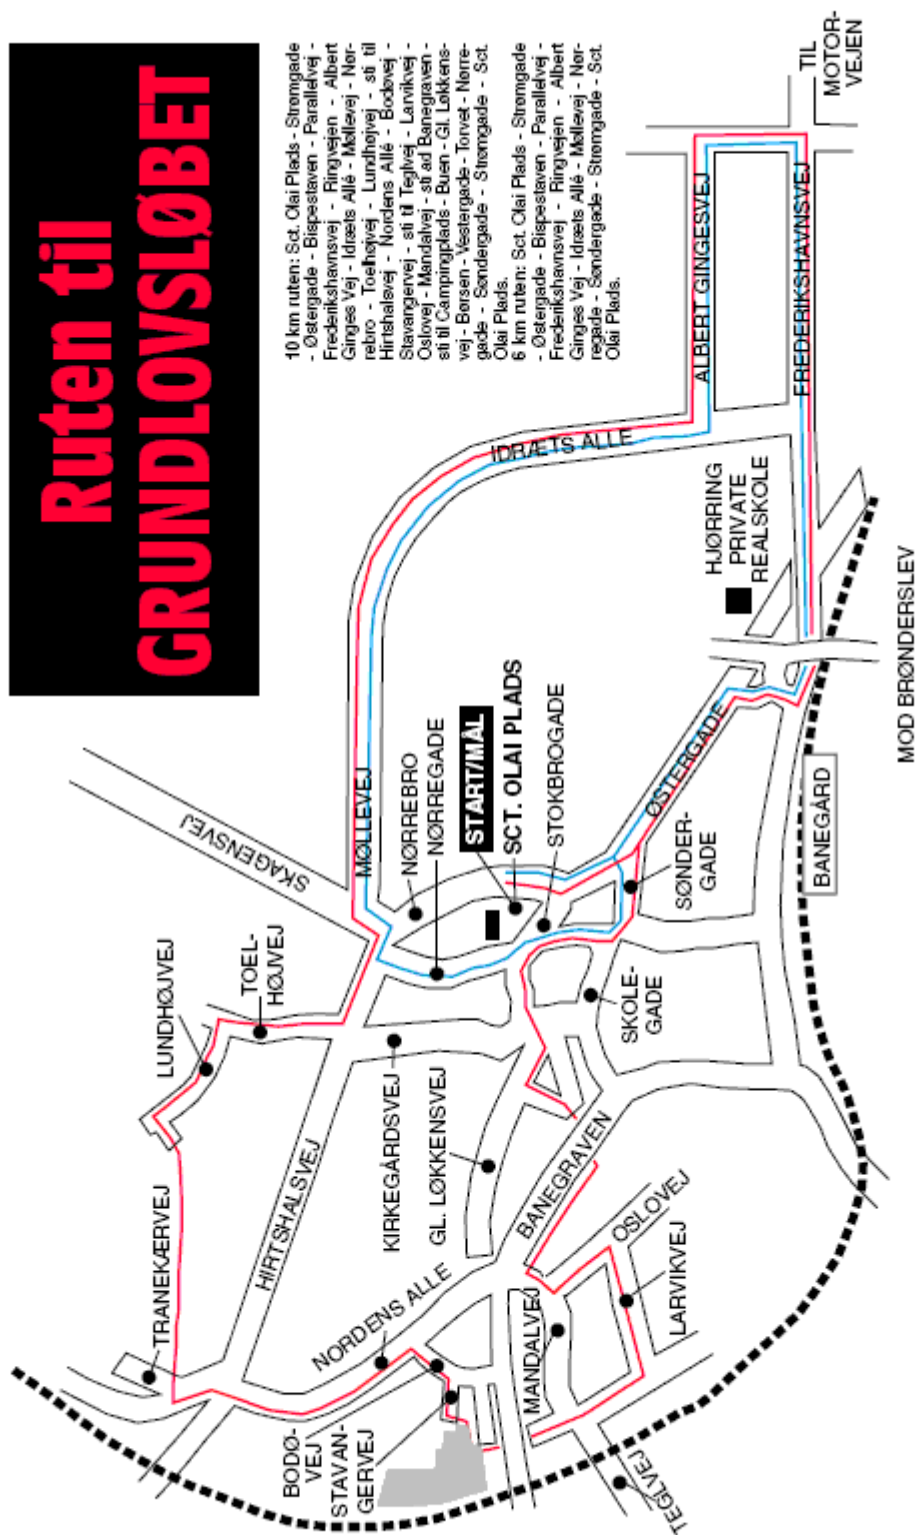 Ruten til
GRUNDLOVSLØBET
10 km ruten: Sct. Olai Plads - Strømgade
- Østergade - Bispestaven - Parallelvej -
Frederikshavnsvej - Ringvejen - Albert
Ginges Vej - Idræts Allé - Møllevej - Nør-
rebro - Toelhøjvej - Lundhøjvej - sti til
Hirtshalsvej - Nordens Allé - Bodøvej -
Stavangervej - sti til Teglvej - Larvikvej -
Oslovej - Mandalvej - sti ad Banegraven -
sti til Campingplads - Buen - Gl. Løkkens-
vej - Børsen - Vestergade - Torvet - Nørre-
gade - Søndergade - Strømgade - Sct.
Olai Plads.
6 km ruten: Sct. Olai Plads - Strømgade
- Østergade - Bispestaven - Parallelvej -
Frederikshavnsvej - Ringvejen - Albert
Ginges Vej - Idræts Allé - Møllevej - Nør-
regade - Søndergade - Strømgade - Sct.
Olai Plads.
TIL
MOTOR-
VEJEN
ALBERT GINGESVEJ
FREDERIKSHAVNSVEJ
IDRÆTS ALLE
HJØRRING
PRIVATE
REALSKOLE
MOD BRØNDERSLEV
SKAGENSVEJ
MØLLEVEJ
NØRREBRO
NØRREGADE
START/MÅL
SCT. OLAI PLADS
STOKBROGADE
ØSTERGADE
SØNDER-
GADE
BANEGÅRD
LUNDHØJVEJ
TOEL-
HØJVEJ
SKOLE-
GADE
TRANEKÆRVEJ
HIRTSHALSVEJ
KIRKEGÅRDSVEJ
GL. LØKKENSVEJ
BANEGRAVEN
OSLOVEJ
NORDENS ALLE
MANDALVEJ
LARVIKVEJ
BODØ-
VEJ
STAVAN-
GERVEJ
TEGLVEJ